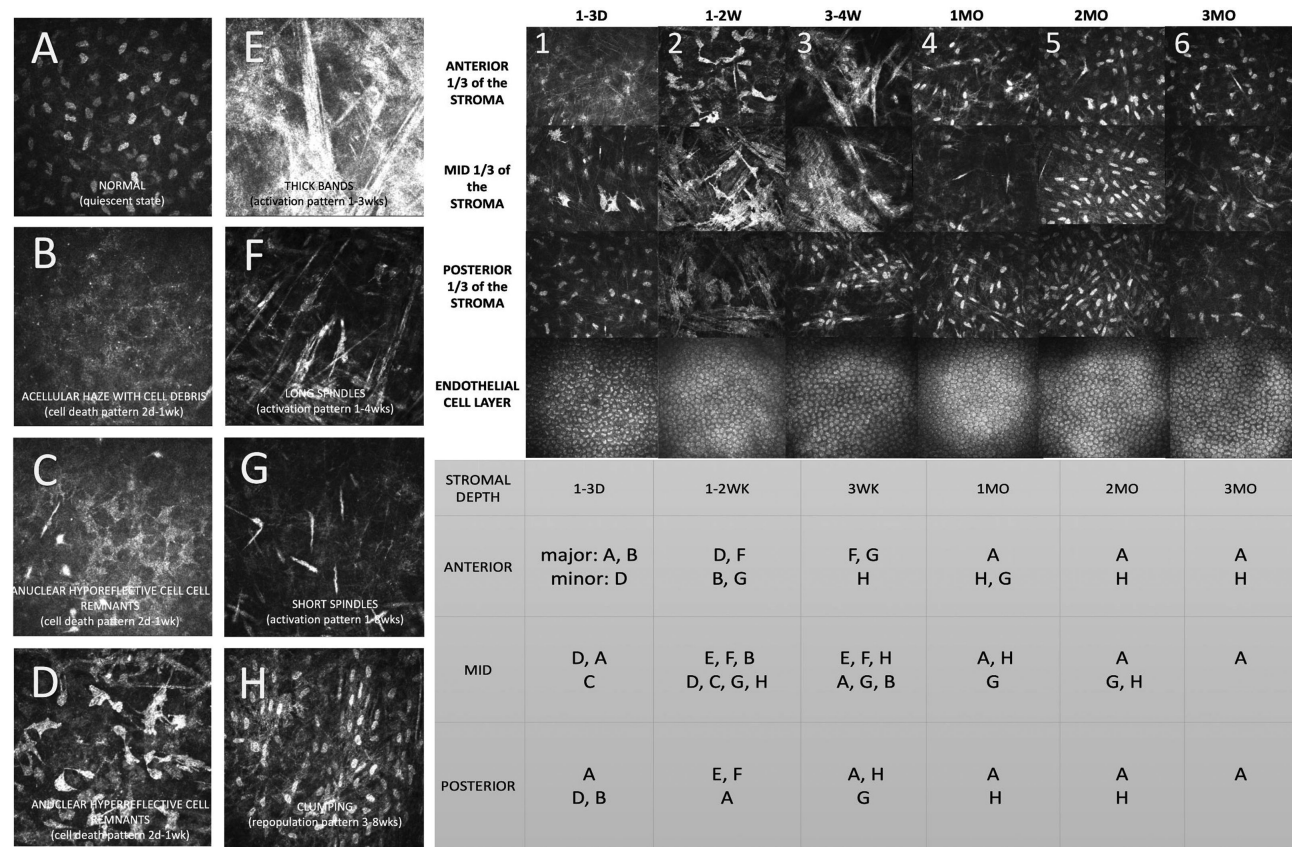 A
NORMAL
(quiescent state)
B
ACELLULAR HAZE WITH CELL DEBRIS
(cell death pattern 2d-1wk)
C
ANUCLEAR HYPOREFLECTIVE CELL CELL
REMNANTS
(cell death pattern 2d-1wk)
D
ANUCLEAR HYPERREFLECTIVE CELL
REMNANTS
(cell death pattern 2d-1wk)
E
THICK BANDS
(activation pattern 1-3wks)
F
LONG SPINDLES
(activation pattern 1-4wks)
G
SHORT SPINDLES
(activation pattern 1-8wks)
H
CLUMPING
(repopulation pattern 3-8wks)
1-3D 1-2W 3-4W 1MO 2MO 3MO
1 2 3 4 5 6
ANTERIOR
1/3 of the
STROMA
MID 1/3 of
the
STROMA
POSTERIOR
1/3 of the
STROMA
ENDOTHELIAL
CELL LAYER
STROMAL
DEPTH
1-3D 1-2WK 3WK 1MO 2MO 3MO
ANTERIOR
major: A, B D, F F, G A A A
minor: D B, G H H, G H H
MID
D, A E, F, B E, F, H A, H A A
C D, C, G, H A, G, B G G, H
POSTERIOR
A E, F A, H A A A
D, B A G H H